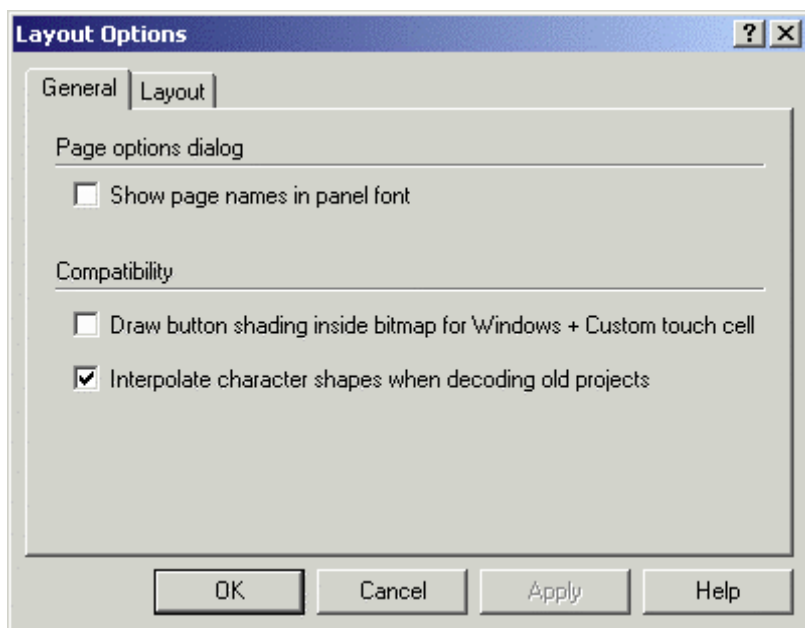 Layout Options
General
Layout
Page options dialog
Show page names in panel font
Compatibility
Draw button shading inside bitmap for Windows + Custom touch cell
Interpolate character shapes when decoding old projects
OK
Cancel
Apply
Help